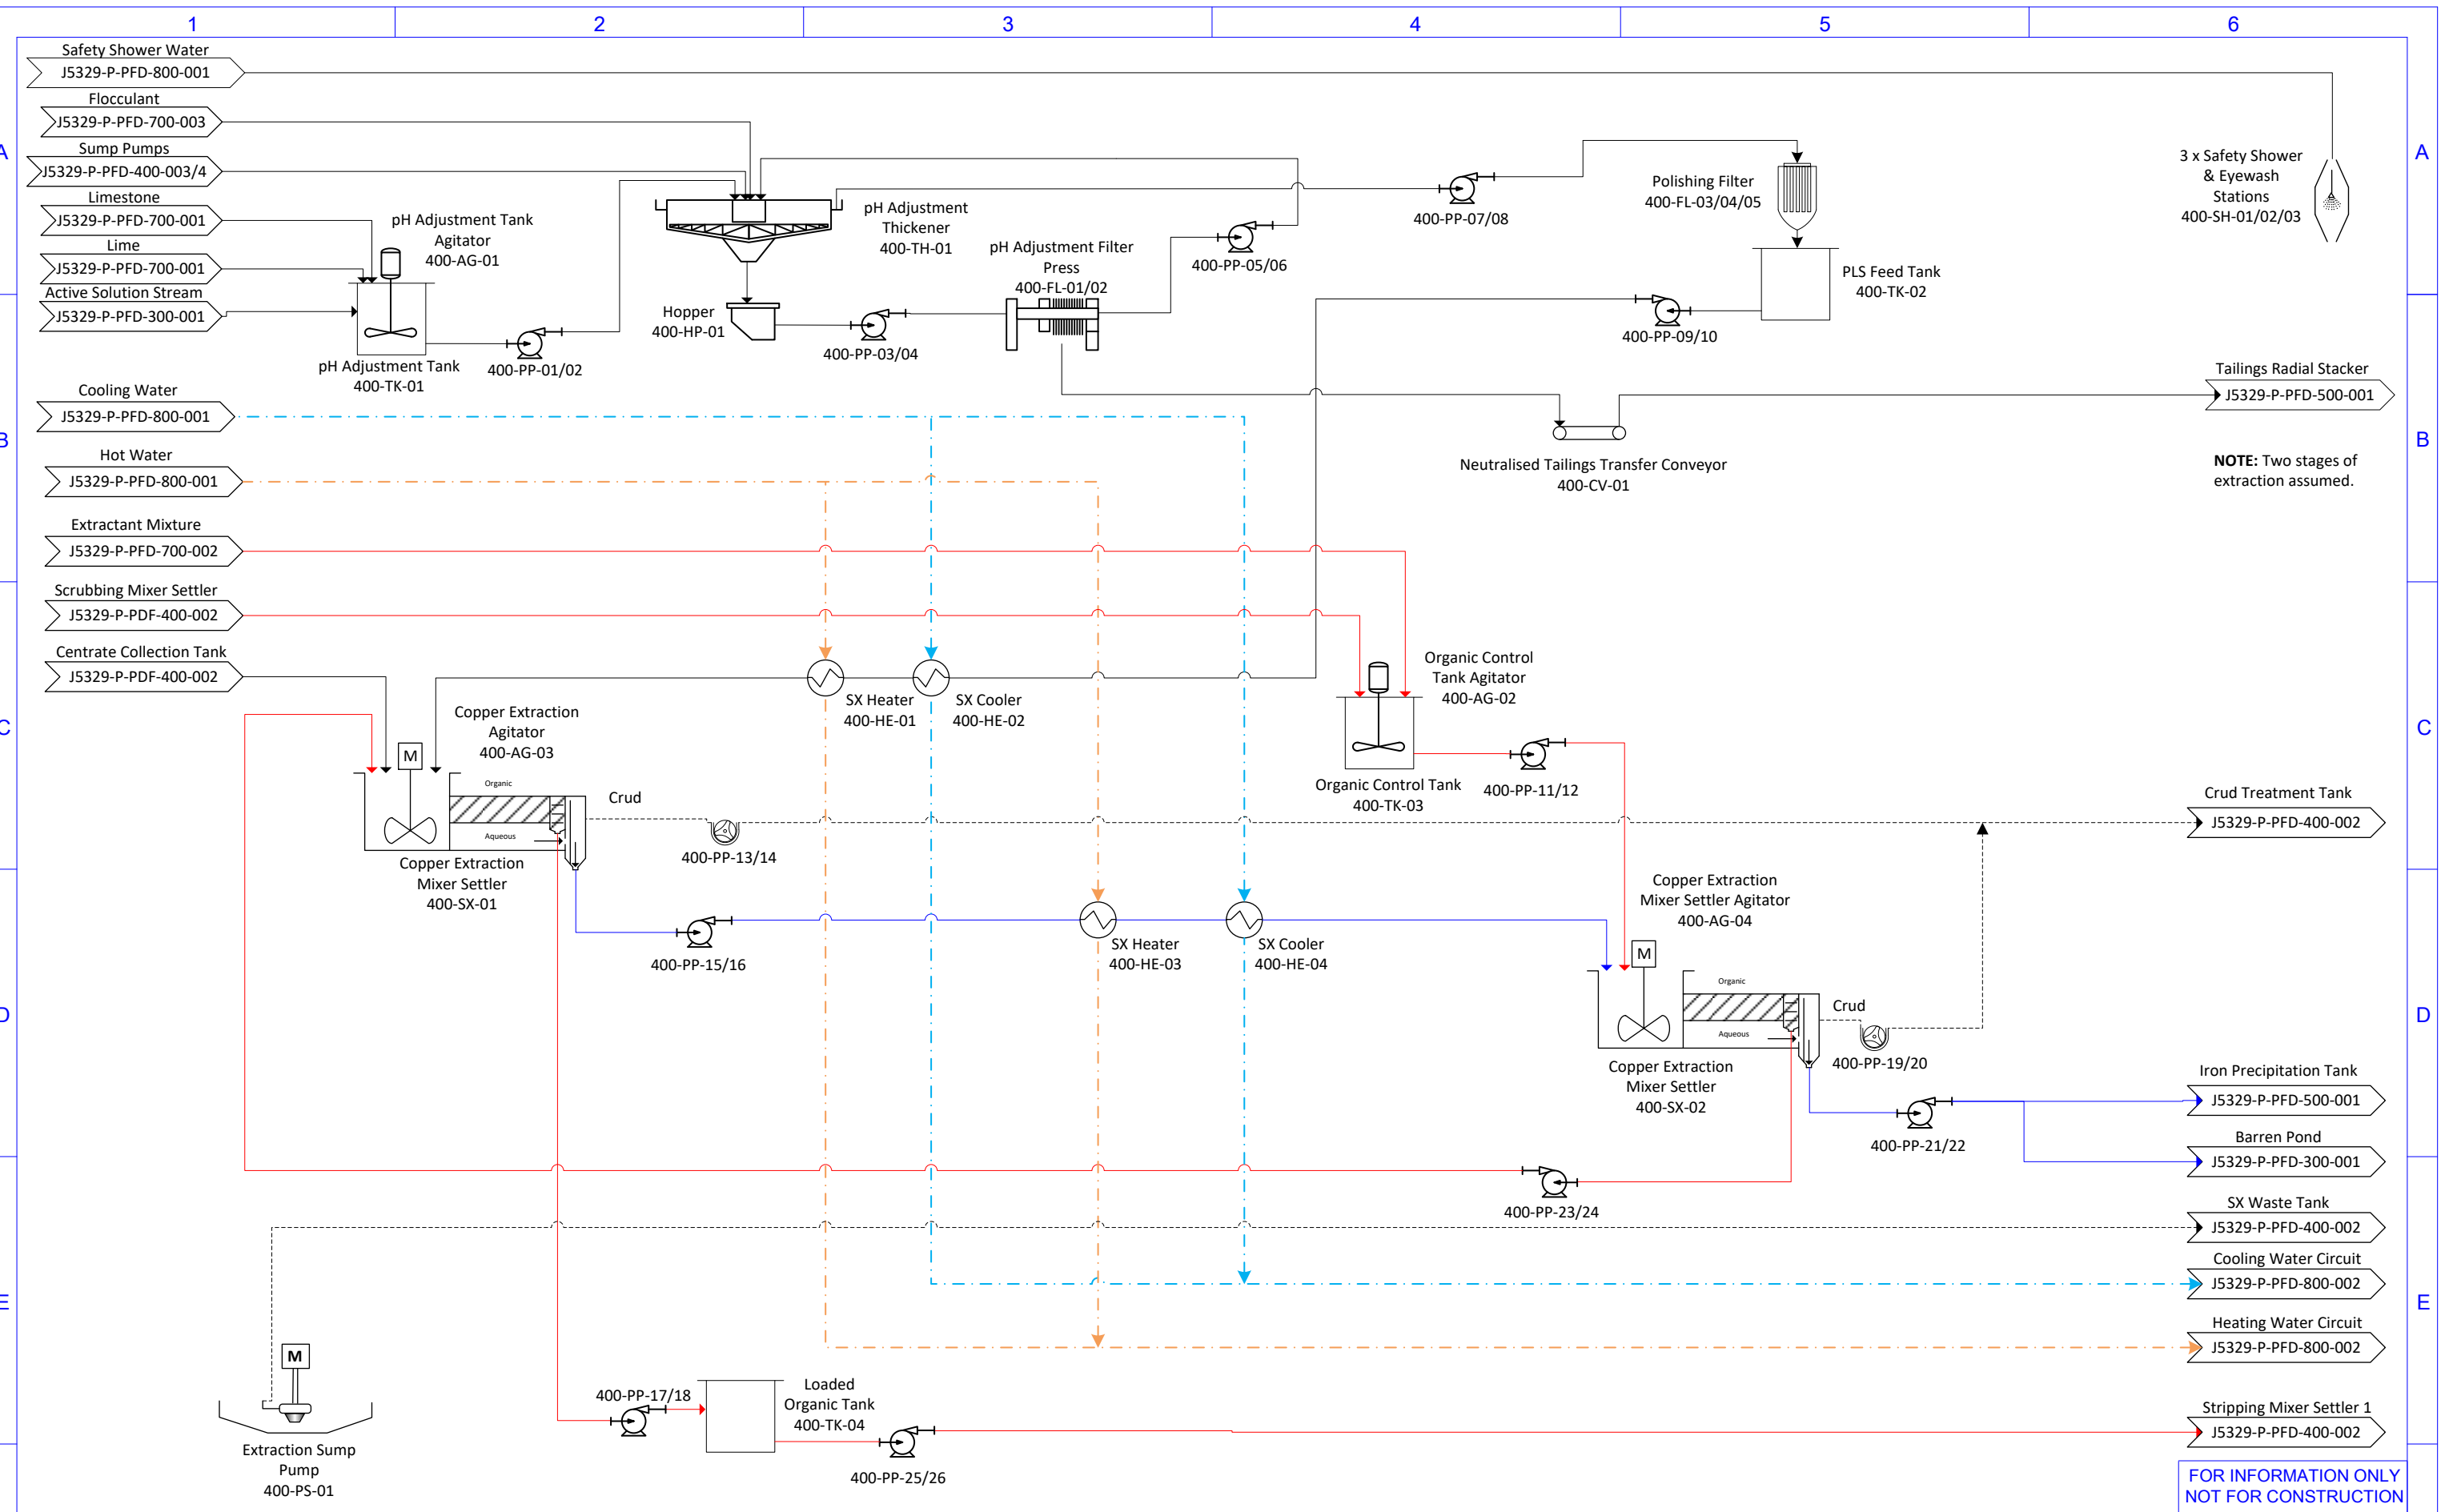 1
2
3
4
5
6
Safety Shower Water
J5329-P-PFD-800-001
Flocculant
J5329-P-PFD-700-003
Sump Pumps
J5329-P-PFD-400-003/4
Limestone
J5329-P-PFD-700-001
Lime
J5329-P-PFD-700-001
Active Solution Stream
J5329-P-PFD-300-001
A
A
pH Adjustment Tank
Agitator
400-AG-01
pH Adjustment Tank
400-TK-01
400-PP-01/02
pH Adjustment
Thickener
400-TH-01
Hopper
400-HP-01
400-PP-03/04
pH Adjustment Filter
Press
400-FL-01/02
400-PP-05/06
400-PP-07/08
Polishing Filter
400-FL-03/04/05
PLS Feed Tank
400-TK-02
400-PP-09/10
3 x Safety Shower
& Eyewash
Stations
400-SH-01/02/03
Tailings Radial Stacker
J5329-P-PFD-500-001
Cooling Water
J5329-P-PFD-800-001
B
B
Hot Water
J5329-P-PFD-800-001
Neutralised Tailings Transfer Conveyor
400-CV-01
NOTE: Two stages of
extraction assumed.
Extractant Mixture
J5329-P-PFD-700-002
Scrubbing Mixer Settler
J5329-P-PDF-400-002
Centrate Collection Tank
J5329-P-PDF-400-002
SX Heater
400-HE-01
SX Cooler
400-HE-02
Organic Control
Tank Agitator
400-AG-02
Organic Control Tank
400-TK-03
400-PP-11/12
C
C
Copper Extraction
Agitator
400-AG-03
M
Organic
Aqueous
Crud
400-PP-13/14
Copper Extraction
Mixer Settler
400-SX-01
Crud Treatment Tank
J5329-P-PFD-400-002
400-PP-15/16
SX Heater
400-HE-03
SX Cooler
400-HE-04
Copper Extraction
Mixer Settler Agitator
400-AG-04
M
Organic
Aqueous
Crud
400-PP-19/20
Copper Extraction
Mixer Settler
400-SX-02
D
D
Iron Precipitation Tank
J5329-P-PFD-500-001
400-PP-21/22
Barren Pond
J5329-P-PFD-300-001
400-PP-23/24
SX Waste Tank
J5329-P-PFD-400-002
Cooling Water Circuit
J5329-P-PFD-800-002
E
E
Heating Water Circuit
J5329-P-PFD-800-002
M
Extraction Sump
Pump
400-PS-01
400-PP-17/18
Loaded
Organic Tank
400-TK-04
400-PP-25/26
Stripping Mixer Settler 1
J5329-P-PFD-400-002
FOR INFORMATION ONLY
NOT FOR CONSTRUCTION